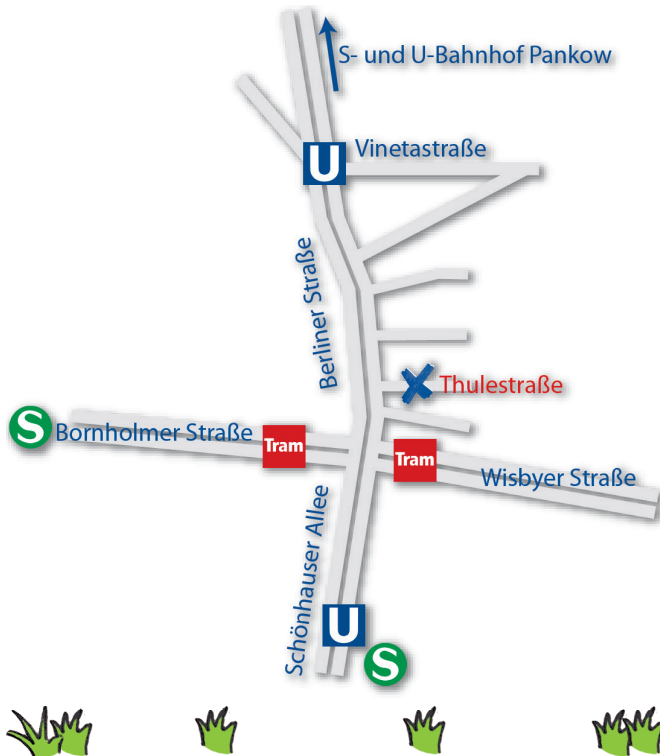 S- und U-Bahnhof Pankow
U
Vinetastraße
Berliner Straße
Thulestraße
S
Bornholmer Straße
Tram
Tram
Wisbyer Straße
Schönhauser Allee
U
S